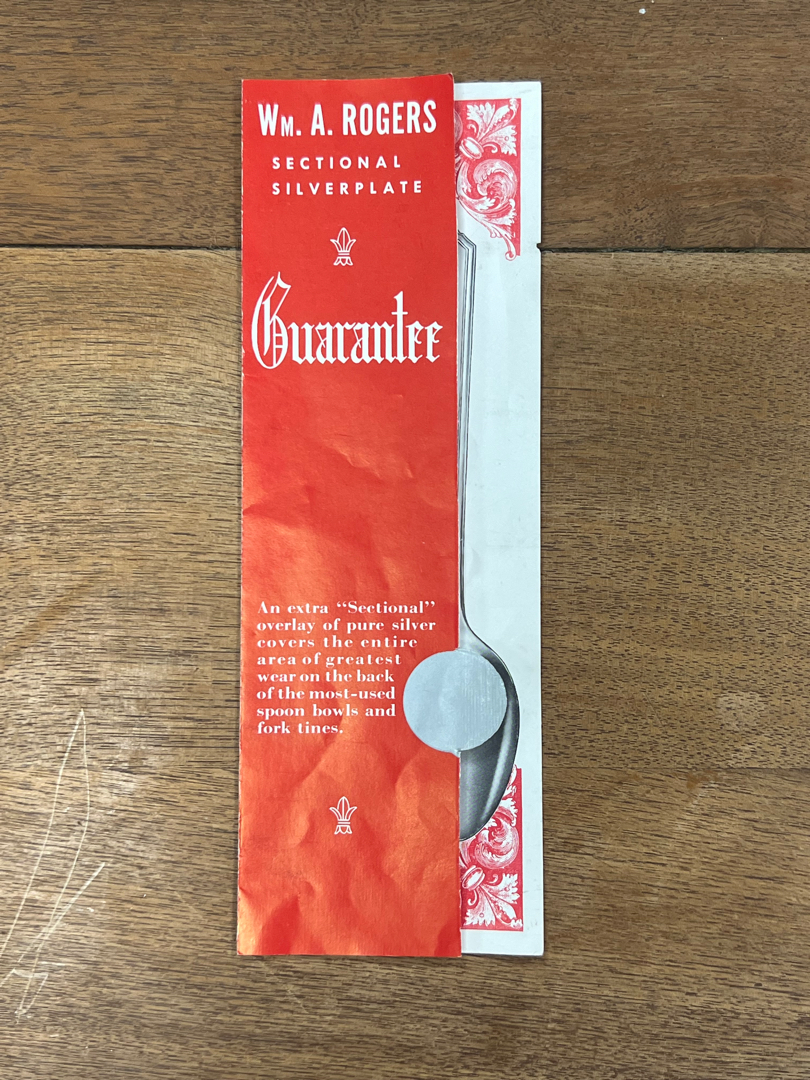 WM. A. ROGERS
SECTIONAL
SILVERPLATE
Guarantee
An extra “Sectional”
overlay of pure silver
covers the entire
area of greatest
wear on the back
of the most-used
spoon bowls and
fork tines.